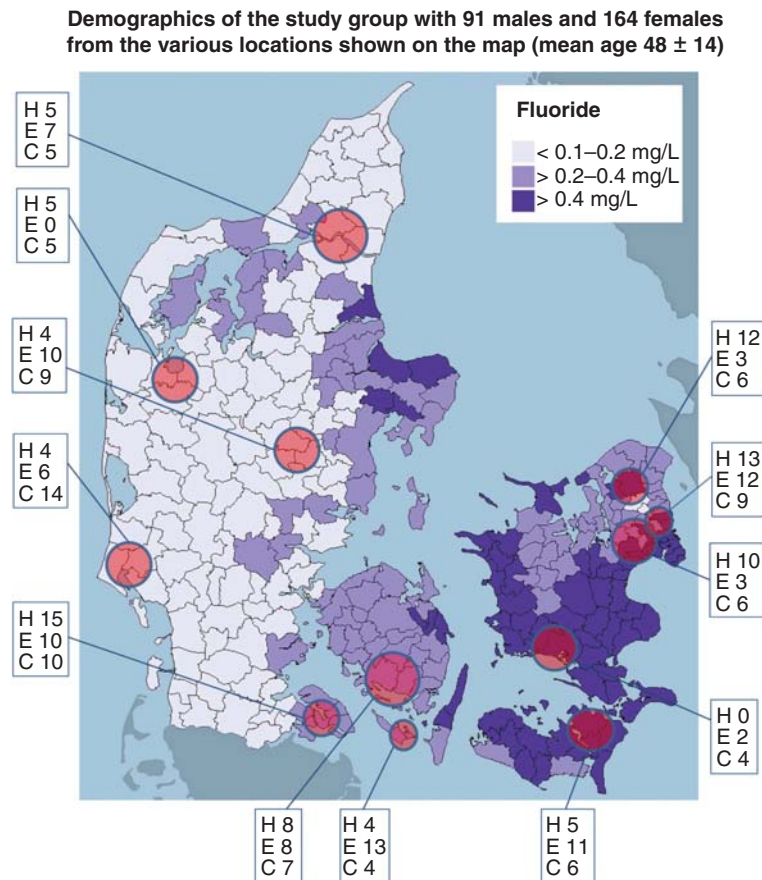 Demographics of the study group with 91 males and 164 females
from the various locations shown on the map (mean age 48 ± 14)
Fluoride
< 0.1–0.2 mg/L
> 0.2–0.4 mg/L
> 0.4 mg/L
H 5
E 7
C 5
H 5
E 0
C 5
H 4
E 10
C 9
H 4
E 6
C 14
H 15
E 10
C 10
H 12
E 3
C 6
H 13
E 12
C 9
H 10
E 3
C 6
H 0
E 2
C 4
H 8
E 8
C 7
H 4
E 13
C 4
H 5
E 11
C 6